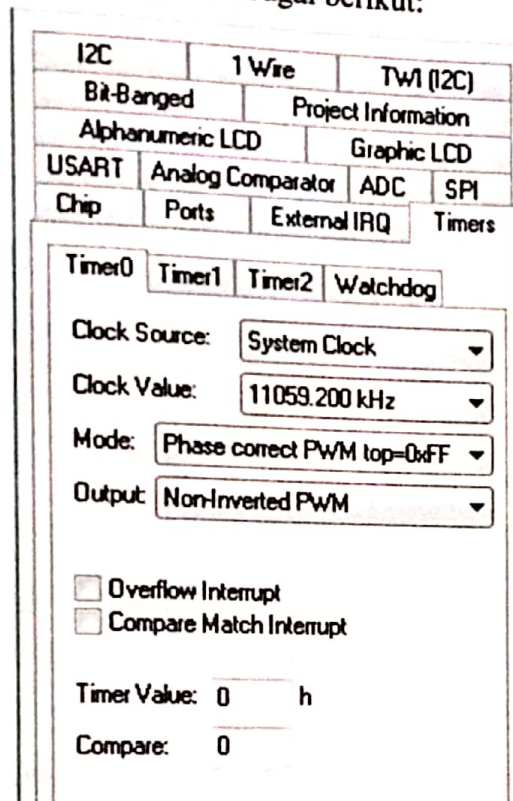 berikut:
I2C 1 Wire TWI (I2C)
Bit-Banged Project Information
Alphanumeric LCD Graphic LCD
USART Analog Comparator ADC SPI
Chip Ports External IRQ Timers
Timer0 Timer1 Timer2 Watchdog
Clock Source: System Clock
Clock Value: 11059.200 kHz
Mode: Phase correct PWM top=0xFF
Output: Non-Inverted PWM
Overflow Interrupt
Compare Match Interrupt
Timer Value: 0 h
Compare: 0